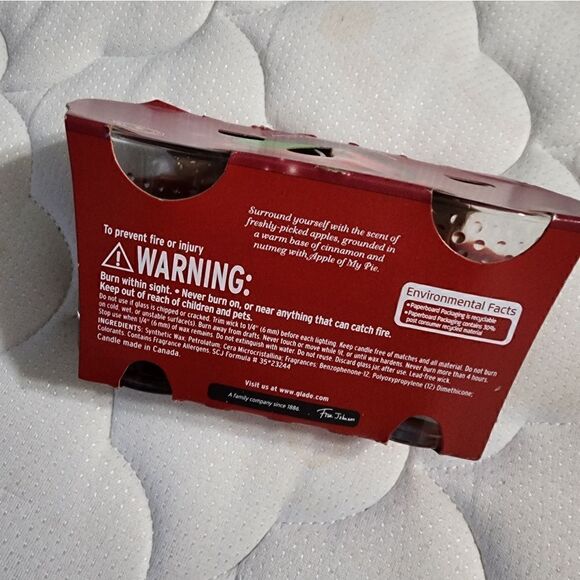 Surround yourself with the scent of
freshly-picked apples, grounded in
a warm base of cinnamon and
nutmeg with Apple of My Pie.
To prevent fire or injury
WARNING:
Burn within sight. • Never burn on, or near anything that can catch fire.
Keep out of reach of children and pets.
Do not use if glass is chipped or cracked. Trim wick to 1/4" (6 mm) before each lighting. Keep candle free of matches and all material. Do not burn
on cold, wet, or unstable surface(s). Burn away from drafts. Never touch or move while lit, or until wax hardens. Never burn more than 4 hours.
Stop use when 1/4" (6 mm) of wax remains. Do not extinguish with water. Do not reuse. Discard glass jar after use. Lead-free wick.
INGREDIENTS: Synthetic Wax, Petrolatum; Cera Microcristallina; Fragrances; Benzophenone-12, Polyoxypropylene (12) Dimethicone;
Colorants. Contains Fragrance Allergens. SCJ Formula # 35*23244
Candle made in Canada.
Environmental Facts
• Paperboard Packaging is recyclable
• Paperboard Packaging contains 30%
post consumer recycled material
Visit us at www.glade.com
A family company since 1886.
Fisk Johnson